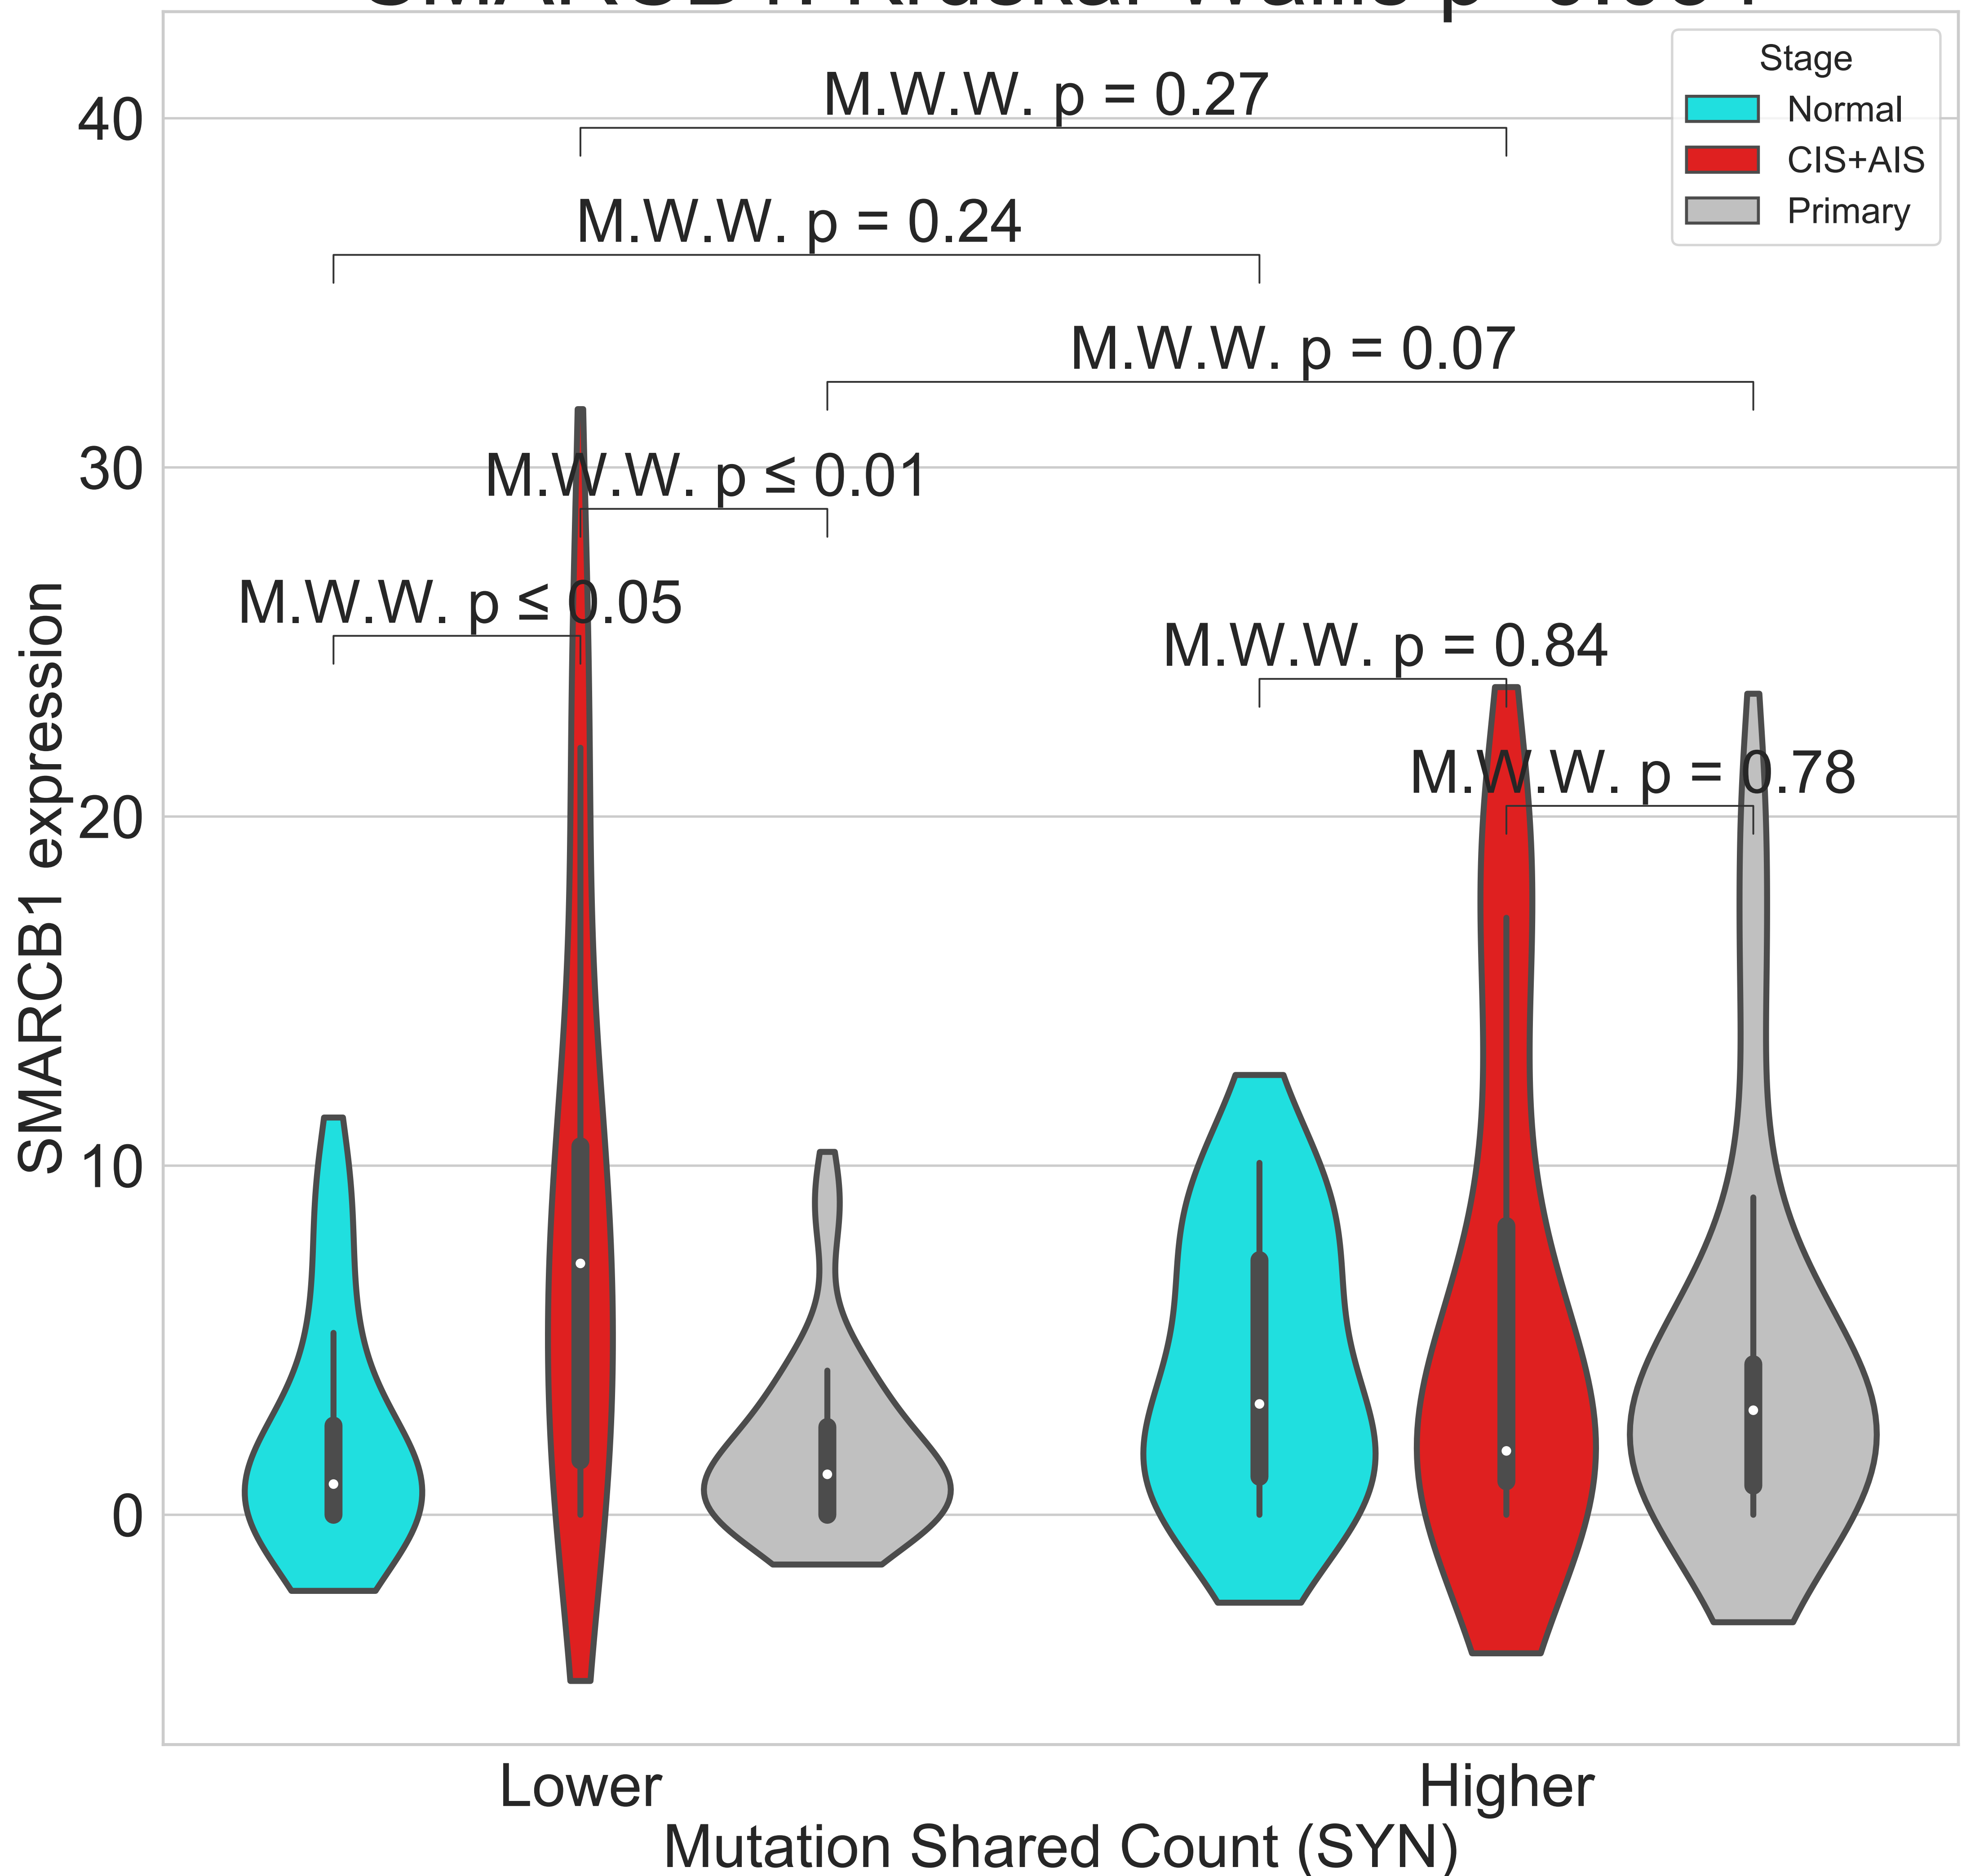 Stage
Normal
CIS+AIS
Primary
M.W.W. p = 0.27
M.W.W. p = 0.24
M.W.W. p = 0.07
M.W.W. p ≤ 0.01
M.W.W. p ≤ 0.05
M.W.W. p = 0.84
M.W.W. p = 0.78
40
30
20
10
0
SMARCB1 expression
Lower
Higher
Mutation Shared Count (SYN)